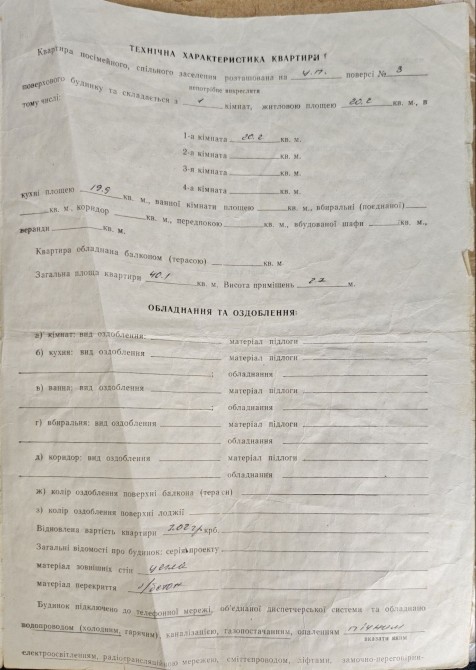 ТЕХНІЧНА ХАРАКТЕРИСТИКА КВАРТИРИ
Квартира посімейного, спільного заселення розташована на ч.п. поверсі № 3
непотрібне викреслити
поверхового будинку та складається з 1 кімнат, житловою площею 20.2 кв. м., в
тому числі:
1-а кімната 20.2 кв. м.
2-а кімната кв. м.
3-я кімната кв. м.
4-а кімната кв. м.
кухні площею 19,9 кв. м., ванної кімнати площею кв. м., вбиральні (поєднаної)
кв. м. коридор кв. м., передпокою кв. м., вбудованої шафи кв. м.,
веранди кв. м.
Квартира обладнана балконом (терасою) кв. м.
Загальна площа квартири 40.1 кв. м. Висота приміщень 2.2 м.
ОБЛАДНАННЯ ТА ОЗДОБЛЕННЯ:
а) кімнат: вид оздоблення: матеріал підлоги
б) кухня: вид оздоблення матеріал підлоги
; обладнання
в) ванна: вид оздоблення матеріал підлоги
; обладнання
г) вбиральня: вид оздоблення матеріал підлоги
обладнання
д) коридор: вид оздоблення матеріал підлоги
обладнання
ж) колір оздоблення поверхні балкона (тераси)
з) колір оздоблення поверхні лоджії
Відновлена вартість квартири крб.
Загальні відомості про будинок: серія проекту
матеріал зовнішніх стін
матеріал перекриття
Будинок підключено до телефонної мережі, об'єднаної диспетчерської системи та обладнано
водопроводом (холодним, гарячим), каналізацією, газопостачанням, опаленням пічним
вказати яким
електроосвітленням, радіотрансляційною мережею, сміттєпроводом, ліфтами, замочно-переговорни-